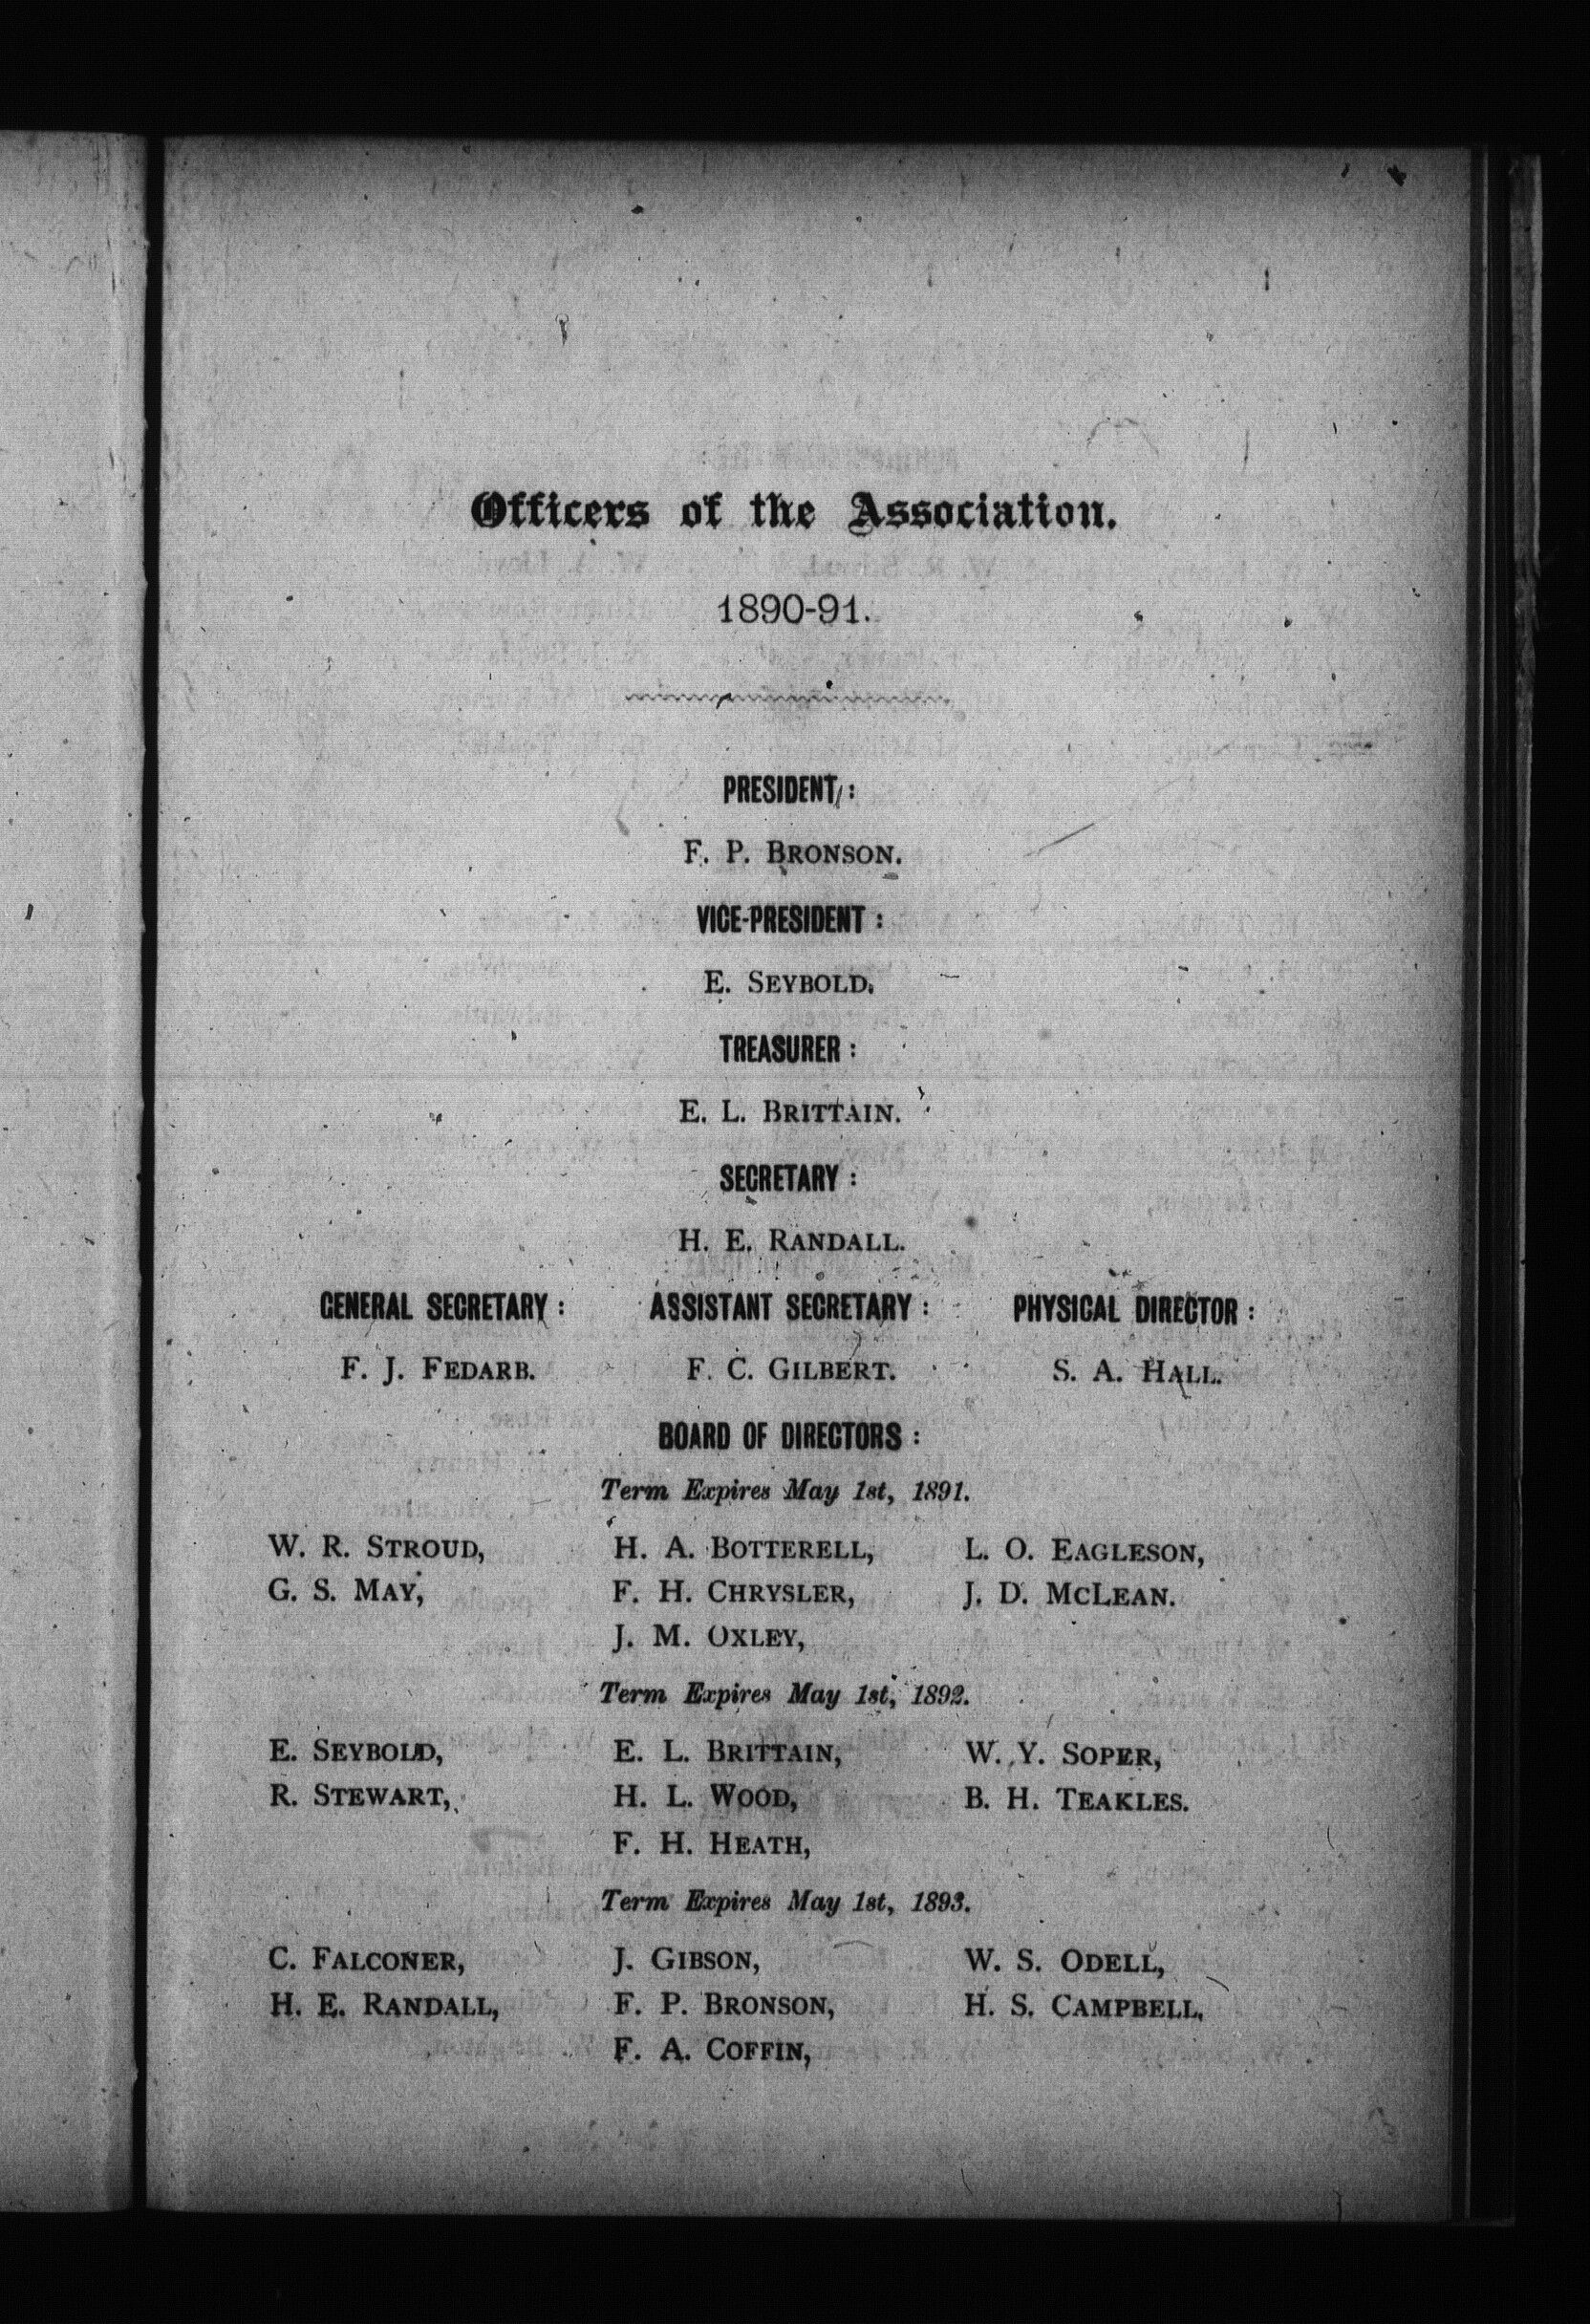 Officers of the Association.
1890-91.
PRESIDENT:
F. P. BRONSON.
VICE-PRESIDENT:
E. SEYBOLD.
TREASURER:
E. L. BRITTAIN.
SECRETARY:
H. E. RANDALL.
GENERAL SECRETARY: ASSISTANT SECRETARY: PHYSICAL DIRECTOR:
F. J. FEDARB. F. C. GILBERT. S. A. HALL.
BOARD OF DIRECTORS:
Term Expires May 1st, 1891.
W. R. STROUD, H. A. BOTTERELL, L. O. EAGLESON,
G. S. MAY, F. H. CHRYSLER, J. D. MCLEAN.
J. M. OXLEY,
Term Expires May 1st, 1892.
E. SEYBOLD, E. L. BRITTAIN, W. Y. SOPER,
R. STEWART, H. L. WOOD, B. H. TEAKLES.
F. H. HEATH,
Term Expires May 1st, 1893.
C. FALCONER, J. GIBSON, W. S. ODELL,
H. E. RANDALL, F. P. BRONSON, H. S. CAMPBELL,
F. A. COFFIN,